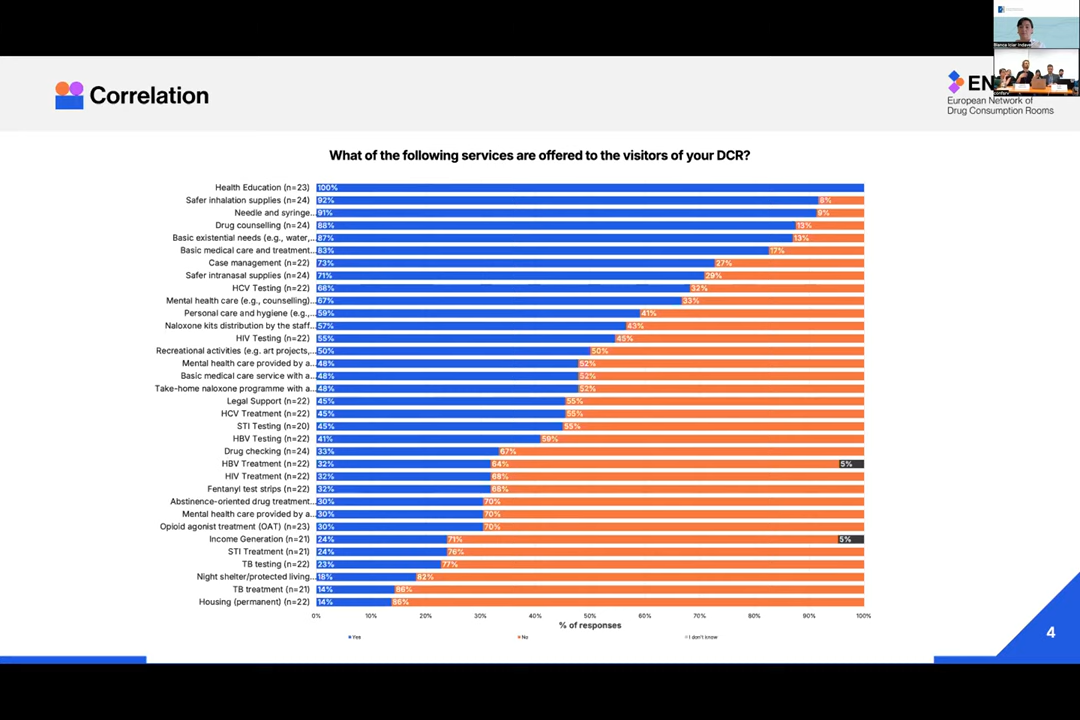 Correlation
EN
European Network of
Drug Consumption Rooms
What of the following services are offered to the visitors of your DCR?
Health Education (n=23) 100%
Safer inhalation supplies (n=24) 92% 8%
Needle and syringe... 91% 9%
Drug counselling (n=24) 88% 13%
Basic existential needs (e.g., water,... 87% 13%
Basic medical care and treatment... 83% 17%
Case management (n=22) 73% 27%
Safer intranasal supplies (n=24) 71% 29%
HCV Testing (n=22) 68% 32%
Mental health care (e.g., counselling)... 67% 33%
Personal care and hygiene (e.g.,... 59% 41%
Naloxone kits distribution by the staff... 57% 43%
HIV Testing (n=22) 55% 45%
Recreational activities (e.g. art projects,... 50% 50%
Mental health care provided by a... 48% 52%
Basic medical care service with a... 48% 52%
Take-home naloxone programme with a... 48% 52%
Legal Support (n=22) 45% 55%
HCV Treatment (n=22) 45% 55%
STI Testing (n=20) 45% 55%
HBV Testing (n=22) 41% 59%
Drug checking (n=24) 33% 67%
HBV Treatment (n=22) 32% 64% 5%
HIV Treatment (n=22) 32% 68%
Fentanyl test strips (n=22) 32% 68%
Abstinence-oriented drug treatment... 30% 70%
Mental health care provided by a... 30% 70%
Opioid agonist treatment (OAT) (n=23) 30% 70%
Income Generation (n=21) 24% 71% 5%
STI Treatment (n=21) 24% 76%
TB testing (n=22) 23% 77%
Night shelter/protected living... 18% 82%
TB treatment (n=21) 14% 86%
Housing (permanent) (n=22) 14% 86%
0% 10% 20% 30% 40% 50% 60% 70% 80% 90% 100%
% of responses
Yes No I don't know
4